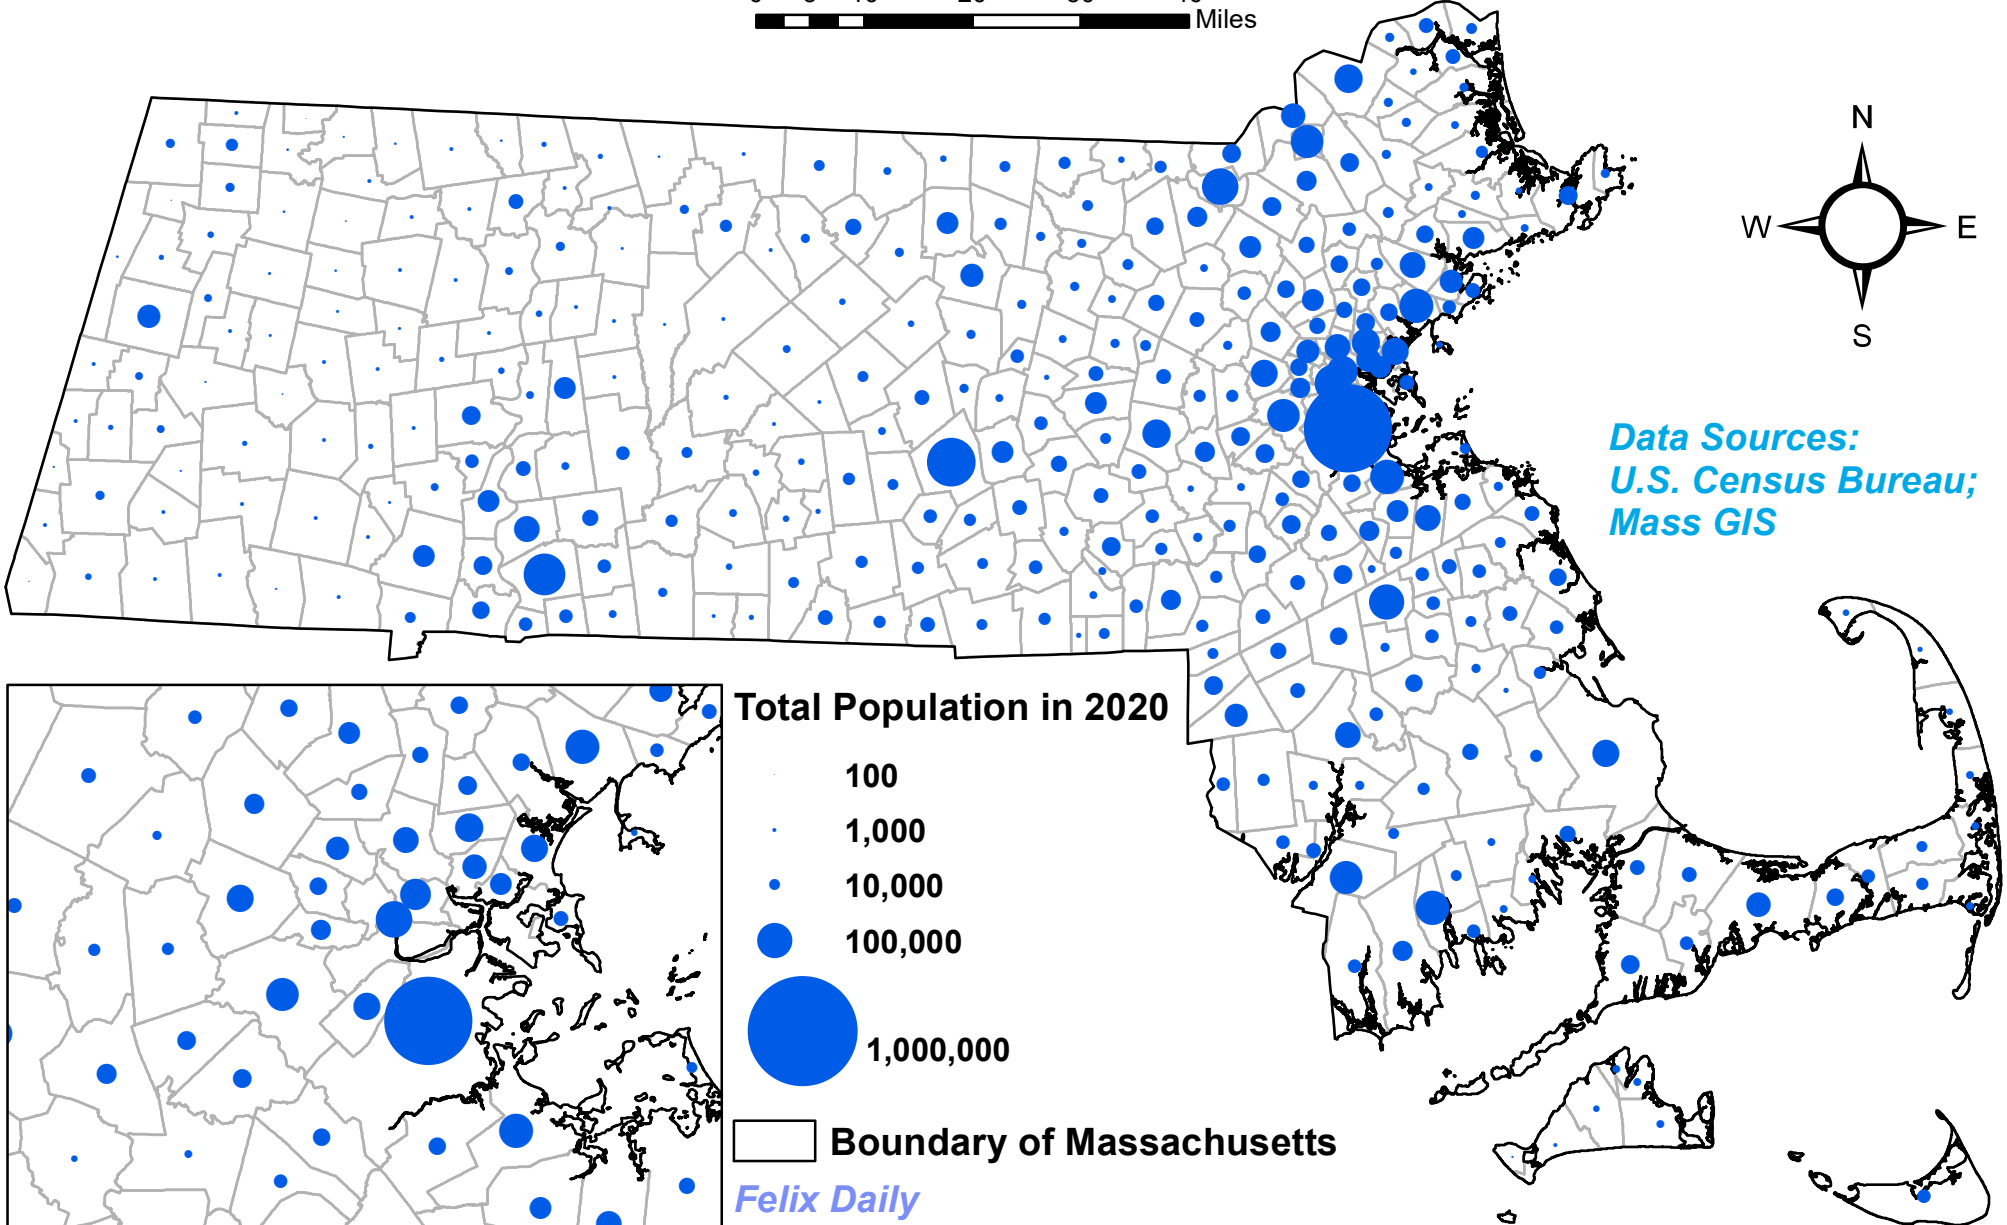 Miles
N
W E
S
Data Sources:
U.S. Census Bureau;
Mass GIS
Total Population in 2020
100
1,000
10,000
100,000
1,000,000
Boundary of Massachusetts
Felix Daily